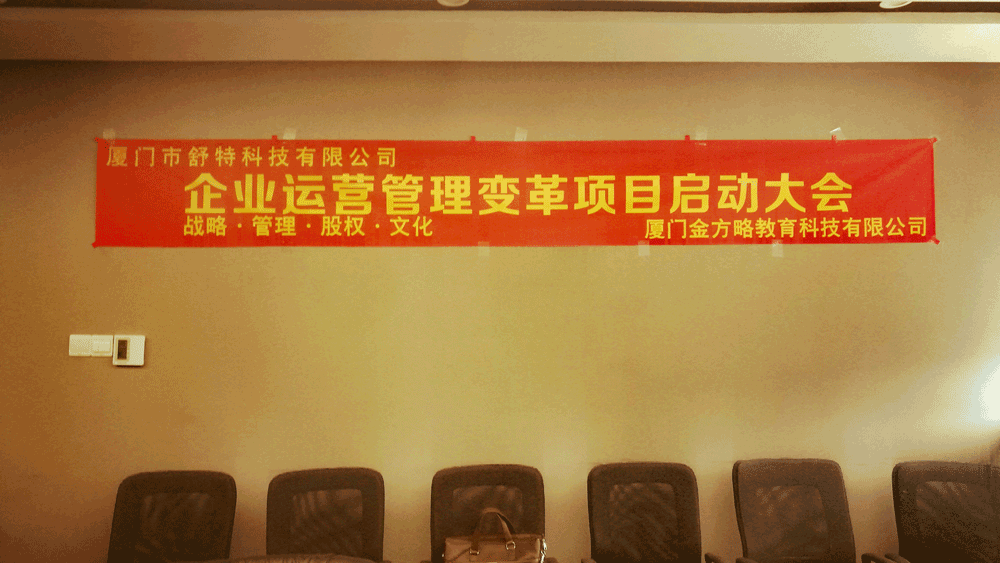 厦门市舒特科技有限公司
企业运营管理变革项目启动大会
战略·管理·股权·文化
厦门金方略教育科技有限公司